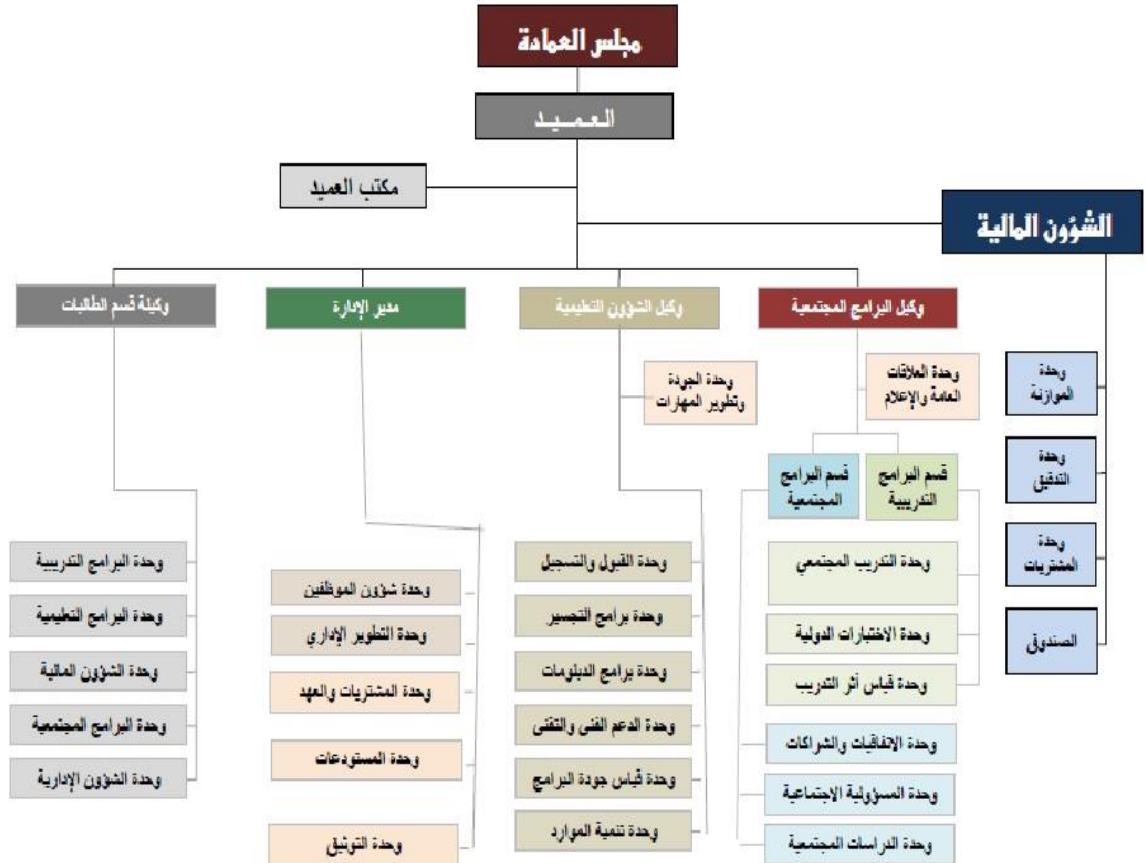 مجلس العمادة
العـمـيـد
مكتب العميد
الشؤون المالية
وكيل البرامج المجتمعية
وكيل الشؤون التعليمية
مدير الإدارة
وكيلة قسم الطالبات
وحدة
الموازنة
وحدة
التدقيق
وحدة
المشتريات
الصندوق
وحدة العلاقات
العامة والإعلام
قسم البرامج
التدريبية
قسم البرامج
المجتمعية
وحدة التدريب المجتمعي
وحدة الاختبارات الدولية
وحدة قياس أثر التدريب
وحدة الإتفاقيات والشراكات
وحدة المسؤولية الاجتماعية
وحدة الدراسات المجتمعية
وحدة الجودة
وتطوير المهارات
وحدة القبول والتسجيل
وحدة برامج التجسير
وحدة برامج الدبلومات
وحدة الدعم الفني والتقني
وحدة قياس جودة البرامج
وحدة تنمية الموارد
وحدة شؤون الموظفين
وحدة التطوير الإداري
وحدة المشتريات والعهد
وحدة المستودعات
وحدة التوثيق
وحدة البرامج التدريبية
وحدة البرامج التعليمية
وحدة الشؤون المالية
وحدة البرامج المجتمعية
وحدة الشؤون الإدارية